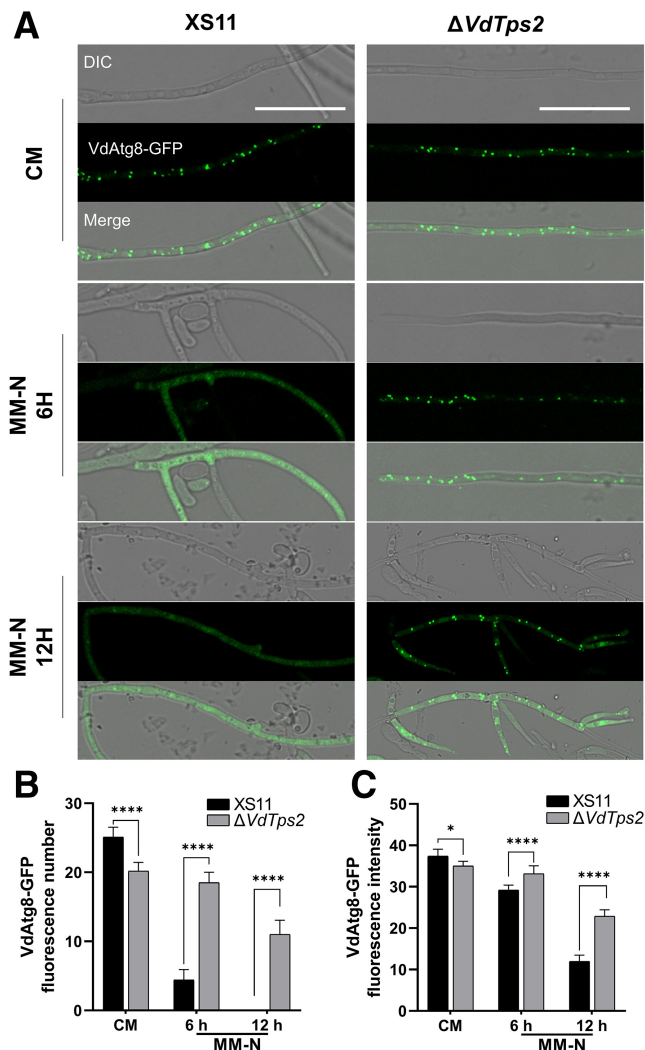 A
XS11
ΔVdTps2
DIC
CM
VdAtg8-GFP
Merge
MM-N
6H
MM-N
12H
B
VdAtg8-GFP
fluorescence number
30
20
10
0
XS11
ΔVdTps2
****
****
****
CM
6 h
12 h
MM-N
C
VdAtg8-GFP
fluorescence intensity
50
40
30
20
10
0
XS11
ΔVdTps2
*
****
****
CM
6 h
12 h
MM-N